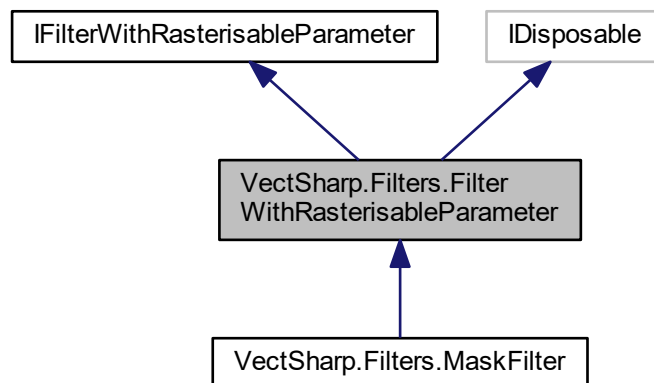 IFilterWithRasterisableParameter
IDisposable
VectSharp.Filters.Filter
WithRasterisableParameter
VectSharp.Filters.MaskFilter